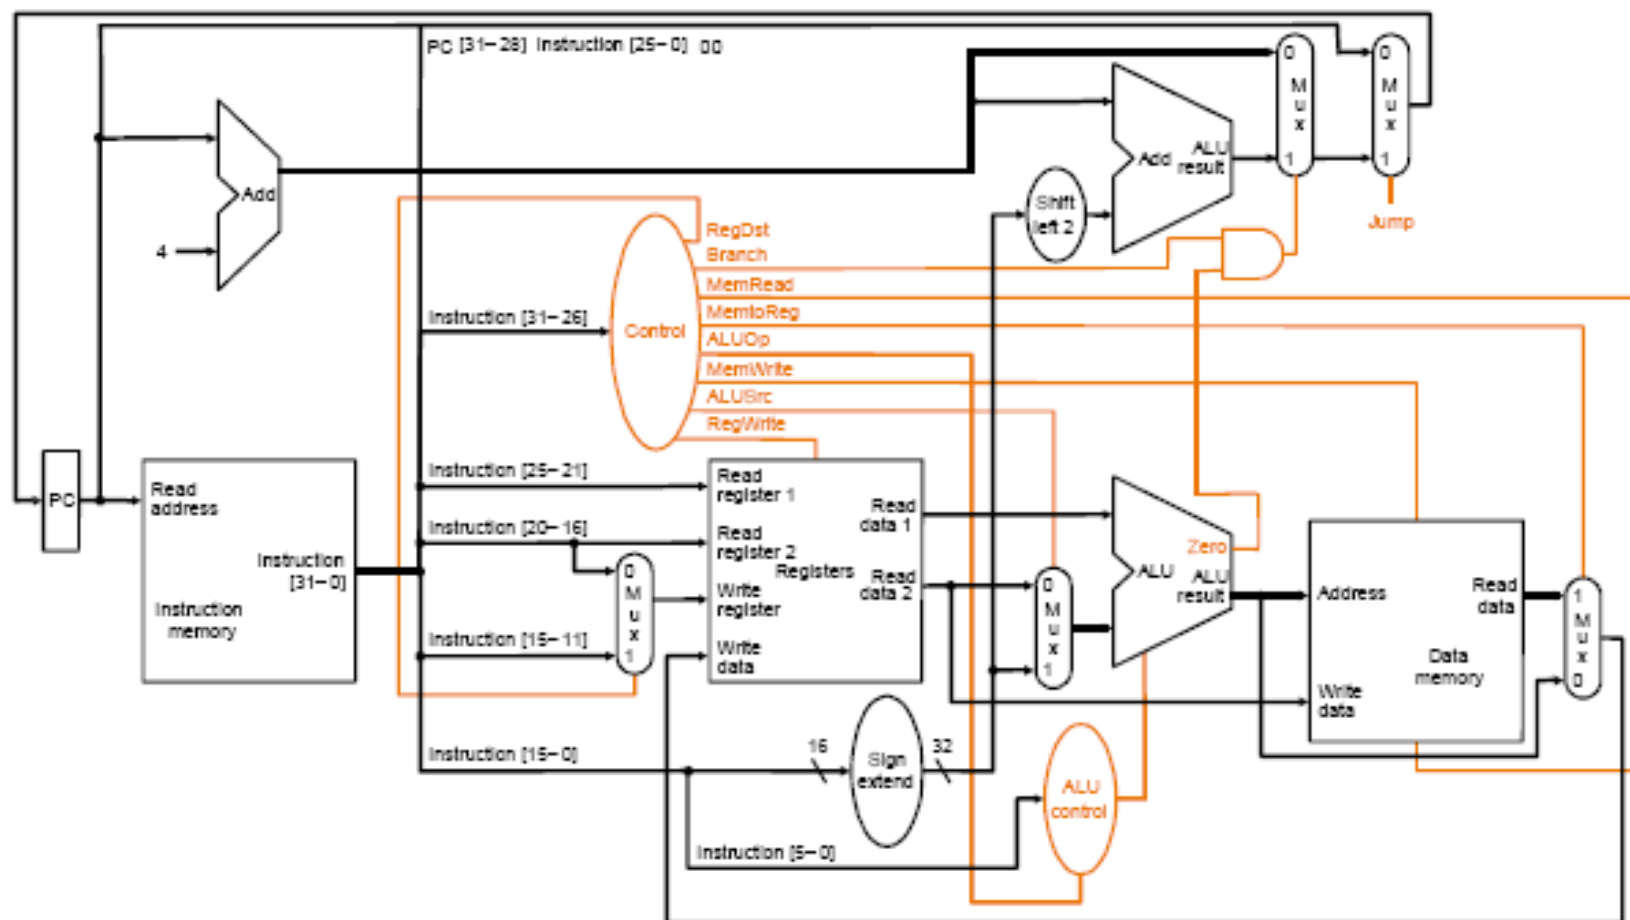 PC [31–28] Instruction [25–0] 00
0
M
u
x
1
0
M
u
x
1
Add
ALU
result
Add
4
Shift
left 2
Jump
RegDst
Branch
MemRead
MemtoReg
ALUOp
MemWrite
ALUSrc
RegWrite
Instruction [31–26]
Control
PC
Read
address
Instruction
[31–0]
Instruction
memory
Instruction [25–21]
Instruction [20–16]
Instruction [15–11]
Instruction [15–0]
Instruction [5–0]
0
M
u
x
1
Read
register 1
Read
register 2
Write
register
Write
data
Registers
Read
data 1
Read
data 2
0
M
u
x
1
Zero
ALU
ALU
result
Address
Write
data
Read
data
Data
memory
1
M
u
x
0
16
Sign
extend
32
ALU
control